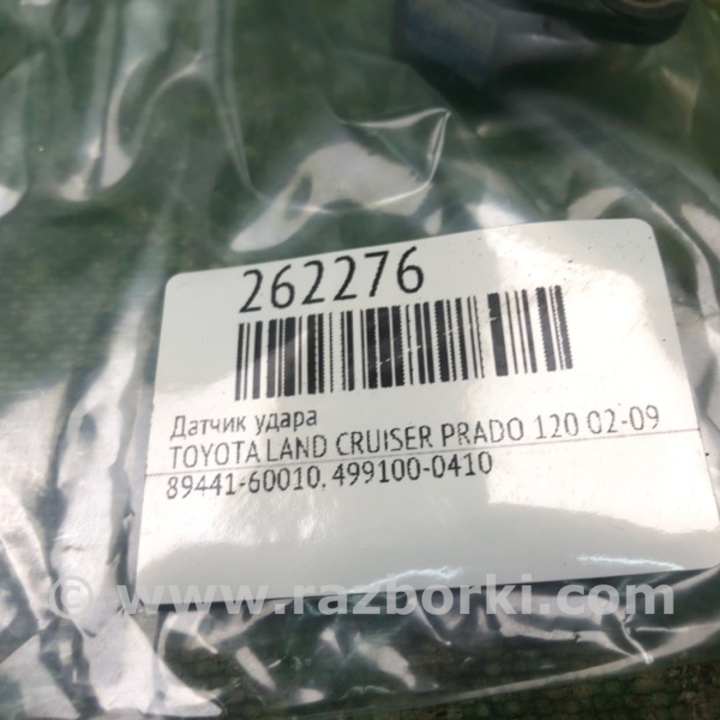 262276
Датчик удара
TOYOTA LAND CRUISER PRADO 120 02-09
89441-60010, 499100-0410
© www.razborki.com